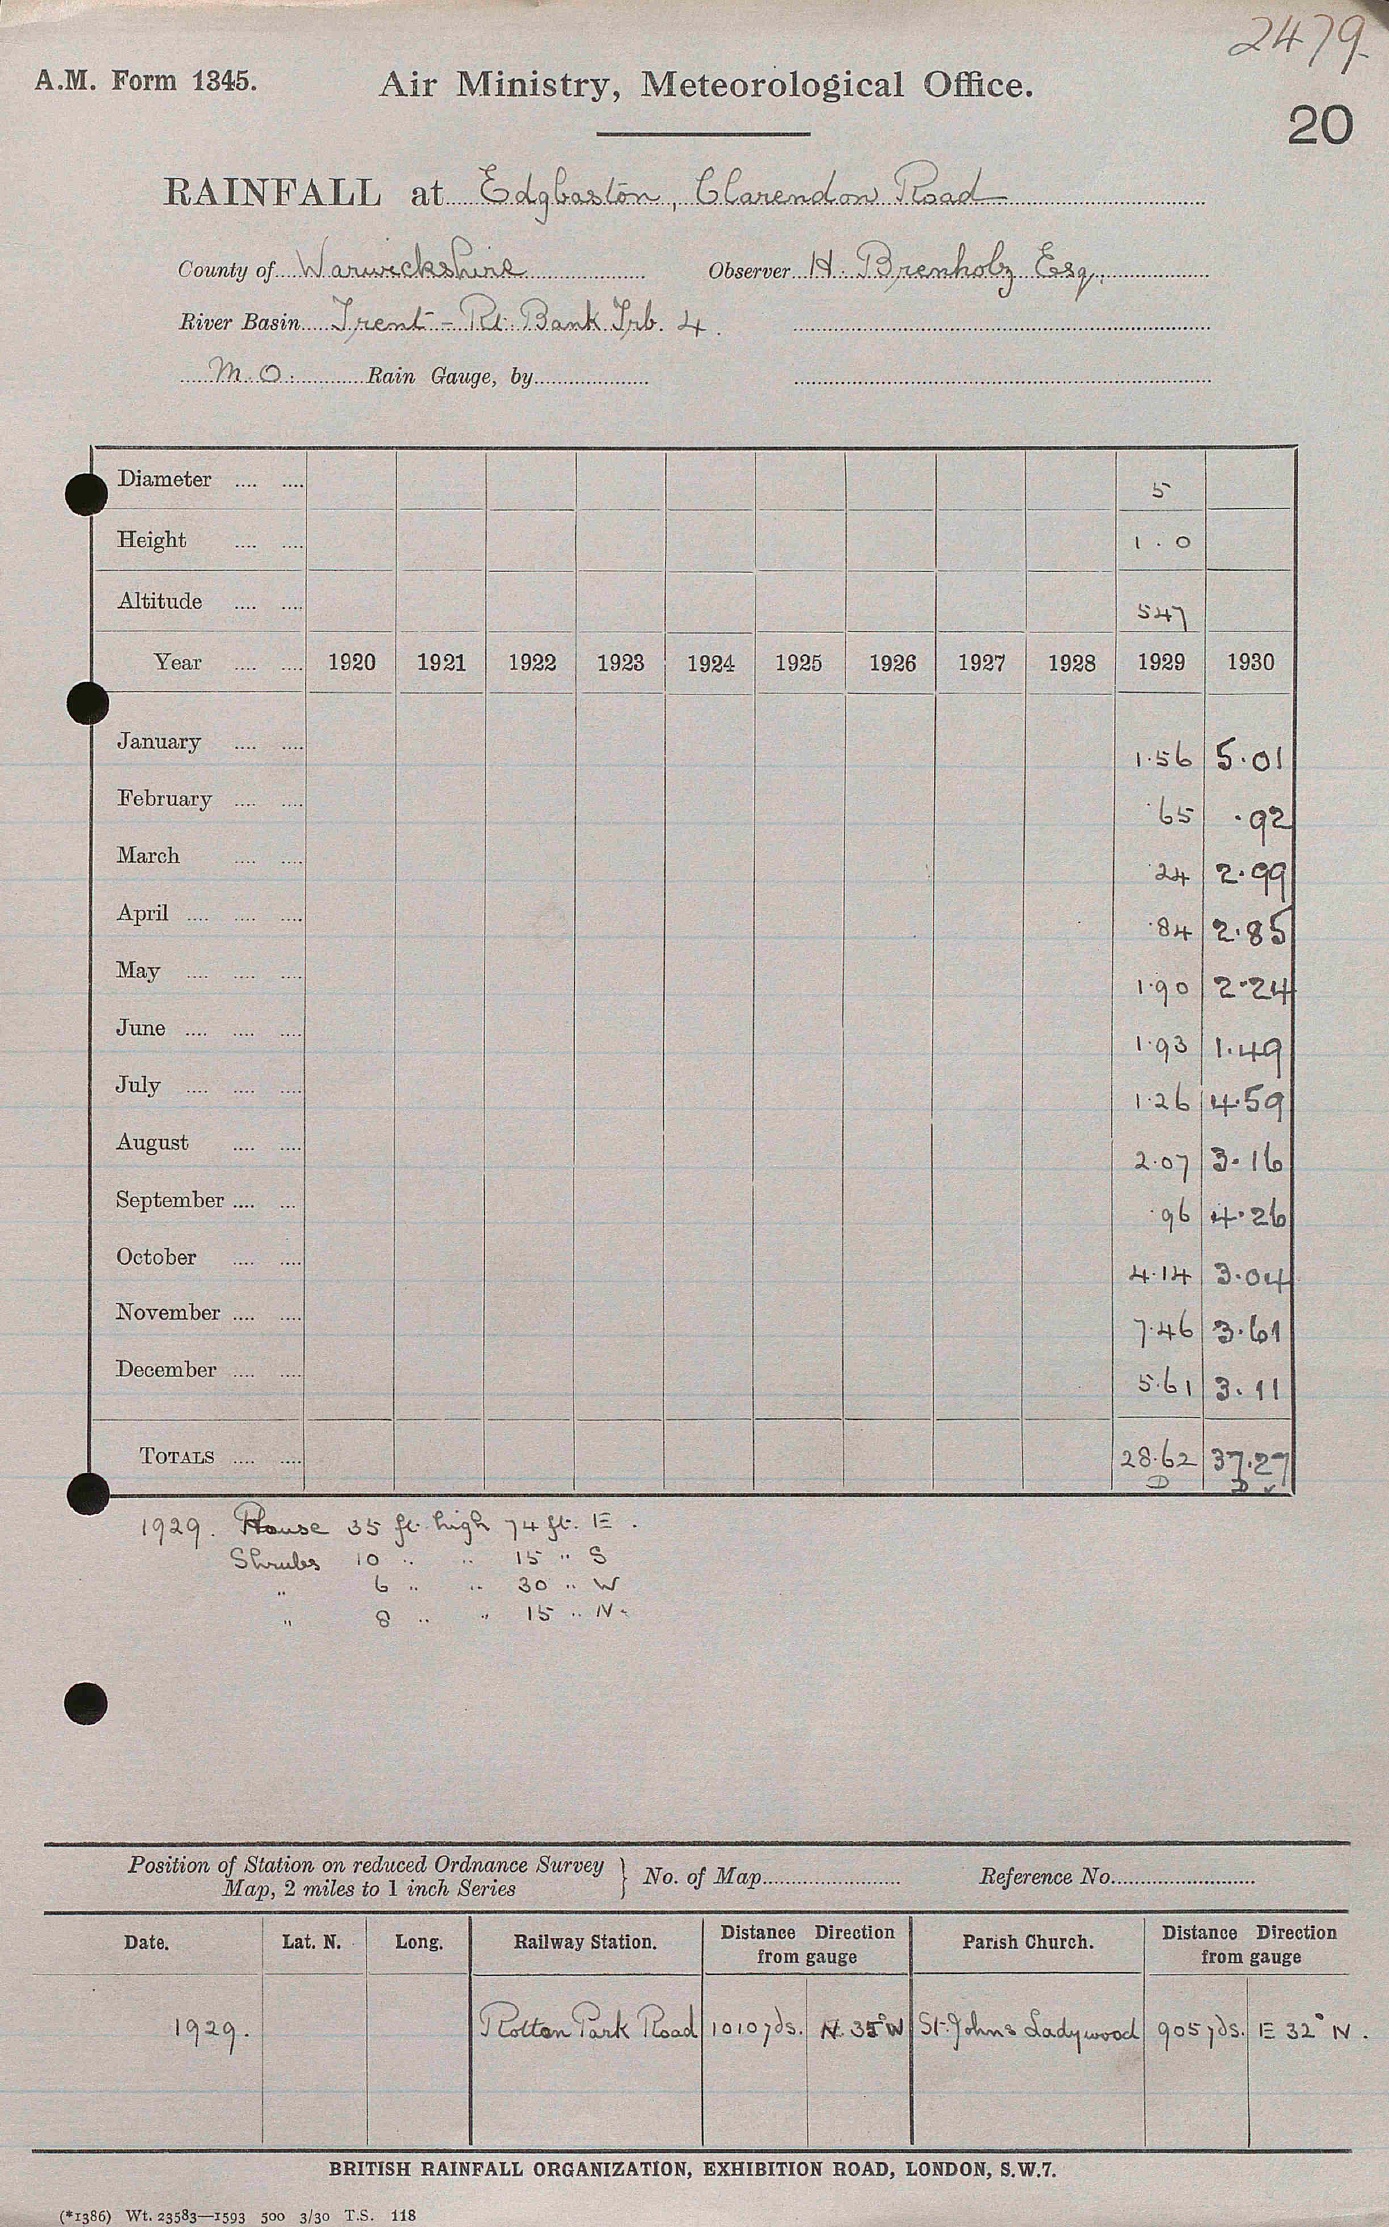 2479.
A.M. Form 1345. Air Ministry, Meteorological Office.
20
RAINFALL at Edgbaston, Clarendon Road
County of Warwickshire Observer H. Brenholz Esq.
River Basin Trent - Rt. Bank Trb. 4.
M.O. Rain Gauge, by
Diameter .... .... 5
Height .... .... 1.0
Altitude .... .... 547
Year .... .... 1920 1921 1922 1923 1924 1925 1926 1927 1928 1929 1930
January .... .... 1.56 5.01
February .... .... .65 .92
March .... .... .24 2.99
April .... .... .... .84 2.85
May .... .... .... 1.90 2.24
June .... .... .... 1.93 1.49
July .... .... .... 1.26 4.59
August .... .... 2.07 3.16
September .... ... .96 4.26
October .... .... 4.14 3.04
November .... .... 7.46 3.61
December .... .... 5.61 3.11
TOTALS .... .... 28.62 37.27
D D ✓
1929. House 35 ft. high 74 ft. E.
Shrubs 10 " " 15 " S
" 6 " " 30 " W
" 8 " " 15 " N.
Position of Station on reduced Ordnance Survey Map, 2 miles to 1 inch Series } No. of Map Reference No.
Date. Lat. N. Long. Railway Station. Distance Direction from gauge Parish Church. Distance Direction from gauge
1929. Rotton Park Road 1010 yds. N. 35° W St. Johns Ladywood 905 yds. E 32° N.
BRITISH RAINFALL ORGANIZATION, EXHIBITION ROAD, LONDON, S.W.7.
(*1386) Wt. 23583—1593 500 3/30 T.S. 118